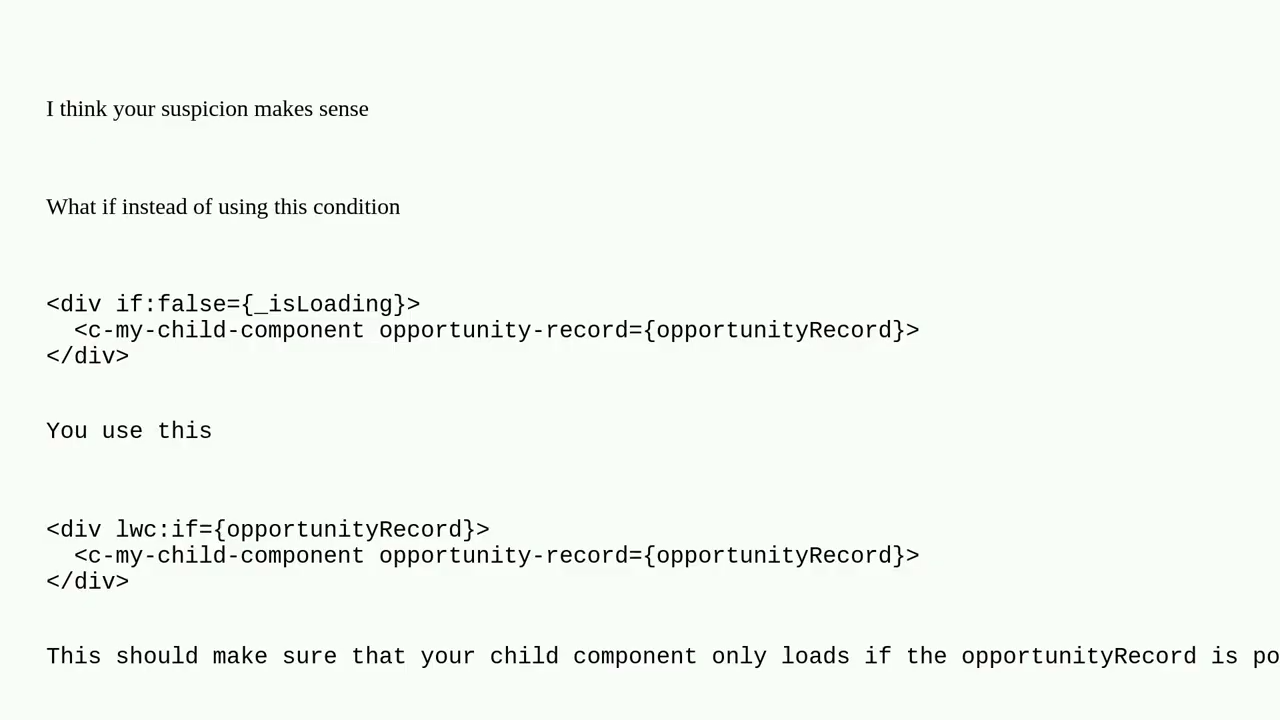 I think your suspicion makes sense
What if instead of using this condition
<div if:false={_isLoading}>
  <c-my-child-component opportunity-record={opportunityRecord}>
</div>
You use this
<div lwc:if={opportunityRecord}>
  <c-my-child-component opportunity-record={opportunityRecord}>
</div>
This should make sure that your child component only loads if the opportunityRecord is po